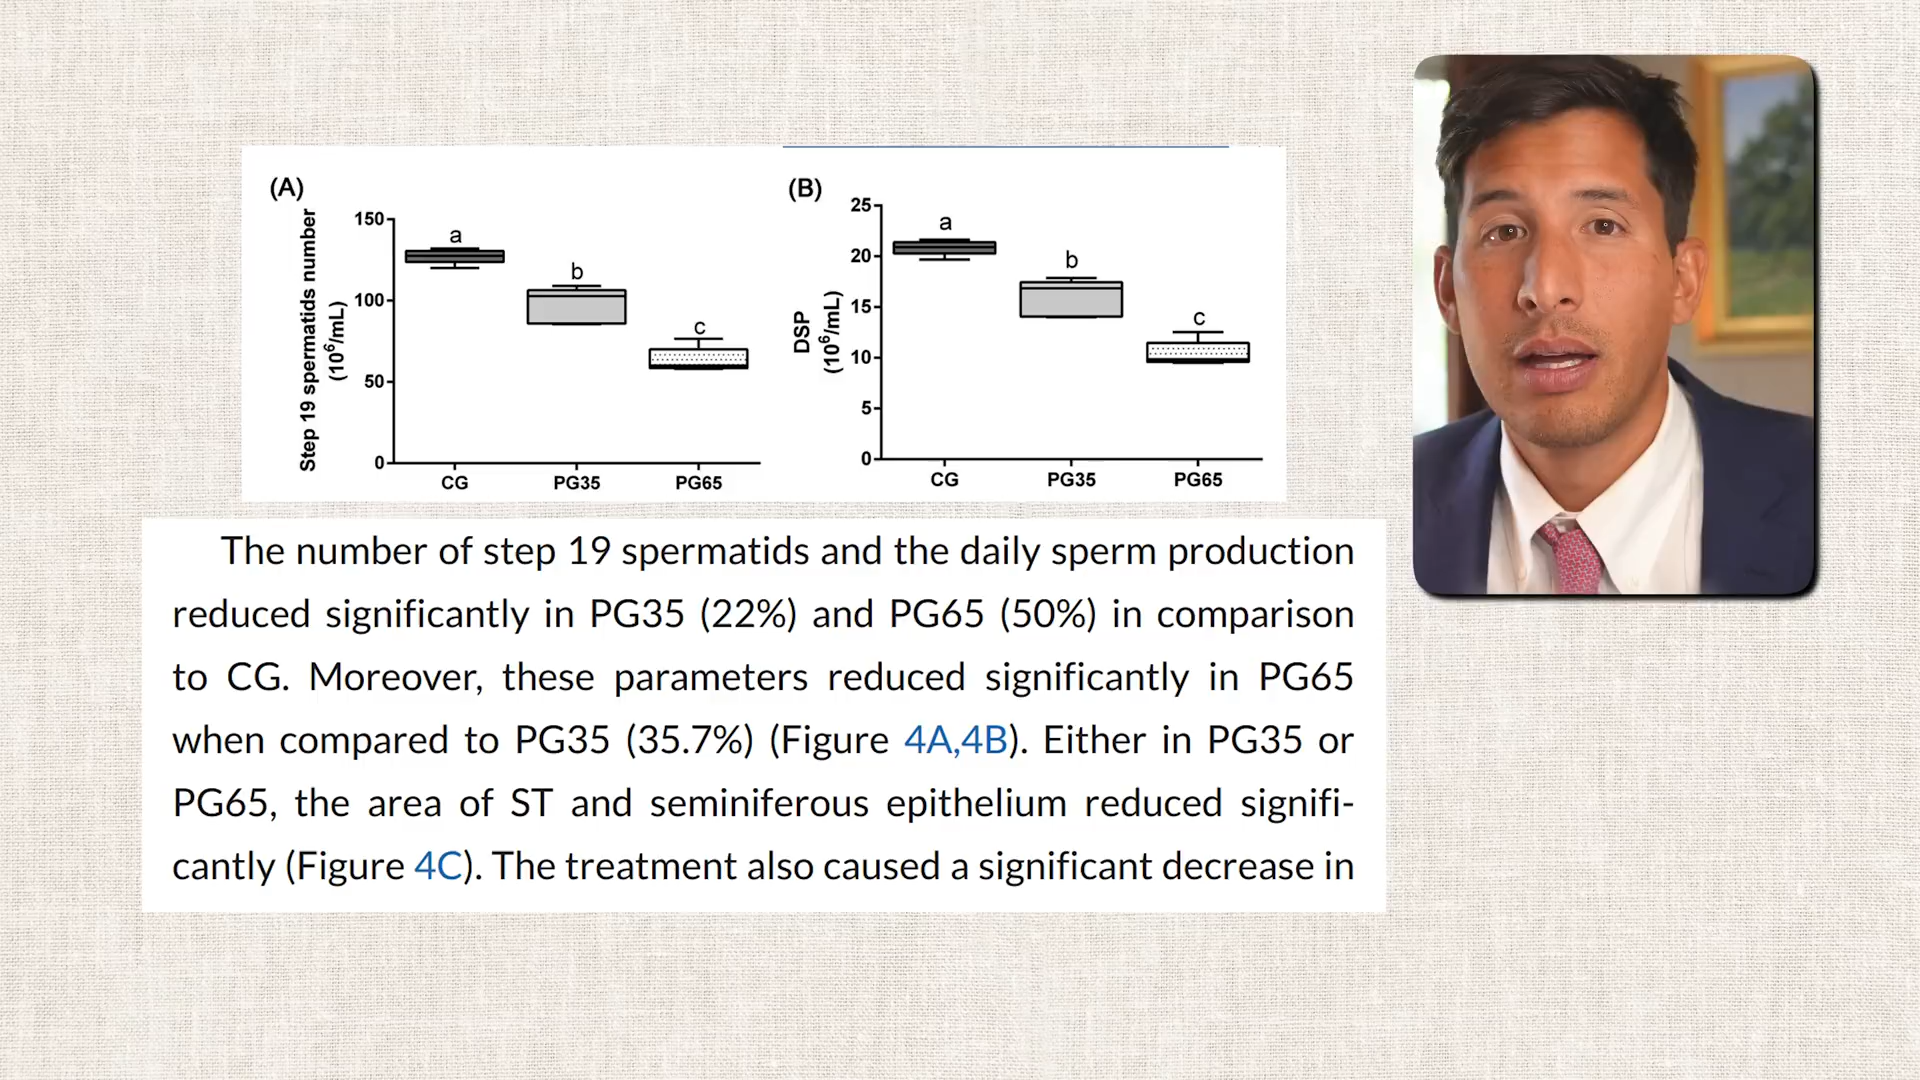 (A)
Step 19 spermatids number
(10⁶/mL)
150
100
50
0
a
b
c
CG PG35 PG65
(B)
DSP
(10⁶/mL)
25
20
15
10
5
0
a
b
c
CG PG35 PG65
The number of step 19 spermatids and the daily sperm production
reduced significantly in PG35 (22%) and PG65 (50%) in comparison
to CG. Moreover, these parameters reduced significantly in PG65
when compared to PG35 (35.7%) (Figure 4A,4B). Either in PG35 or
PG65, the area of ST and seminiferous epithelium reduced signifi-
cantly (Figure 4C). The treatment also caused a significant decrease in